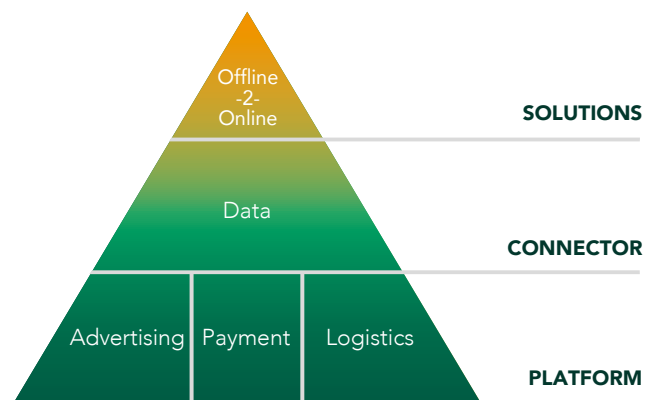 Offline
-2-
Online
SOLUTIONS
Data
CONNECTOR
Advertising Payment Logistics
PLATFORM